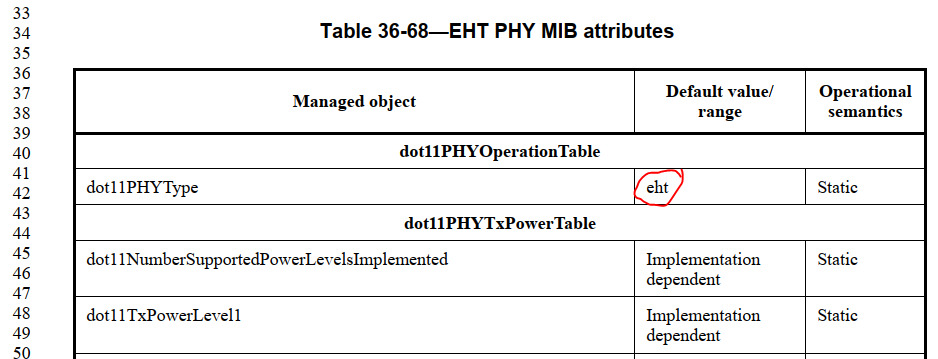 33
34
35
36
37
38
39
40
41
42
43
44
45
46
47
48
49
50
Table 36-68—EHT PHY MIB attributes
Managed object
Default value/
range
Operational
semantics
dot11PHYOperationTable
dot11PHYType
eht
Static
dot11PHYTxPowerTable
dot11NumberSupportedPowerLevelsImplemented
Implementation
dependent
Static
dot11TxPowerLevel1
Implementation
dependent
Static